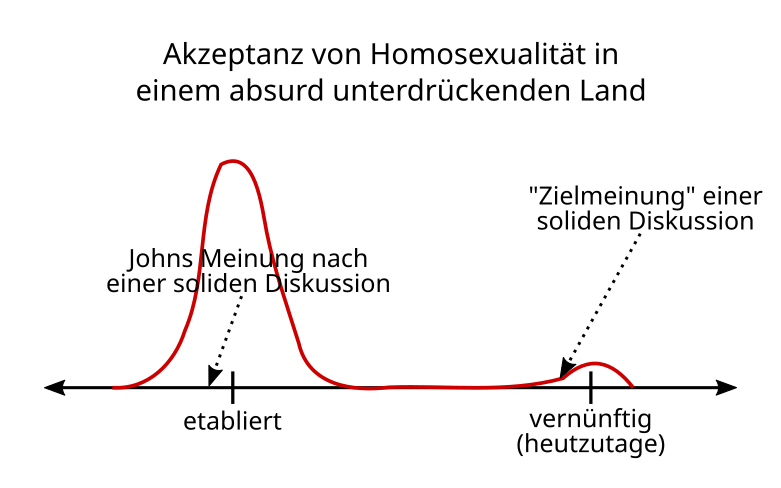 Akzeptanz von Homosexualität in
einem absurd unterdrückenden Land
"Zielmeinung" einer
soliden Diskussion
Johns Meinung nach
einer soliden Diskussion
etabliert
vernünftig
(heutzutage)